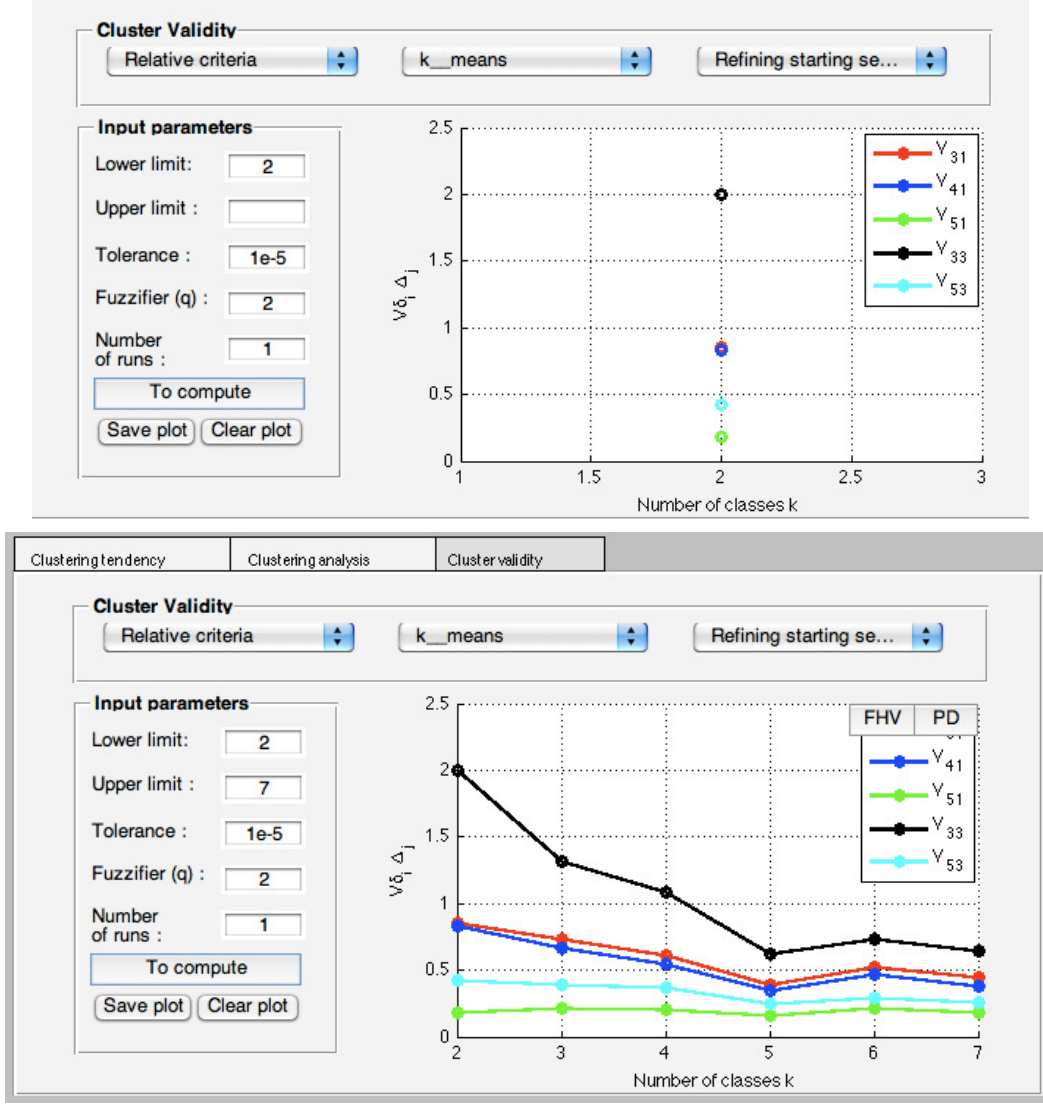 Cluster Validity
Relative criteria
k__means
Refining starting se...
Input parameters
Lower limit: 2
Upper limit :
Tolerance : 1e-5
Fuzzifier (q) : 2
Number
of runs : 1
To compute
Save plot Clear plot
2.5
2
1.5
1
0.5
0
Vδi Δj
V31
V41
V51
V33
V53
1 1.5 2 2.5 3
Number of classes k
Clustering tendency Clustering analysis Cluster validity
Cluster Validity
Relative criteria
k__means
Refining starting se...
Input parameters
Lower limit: 2
Upper limit : 7
Tolerance : 1e-5
Fuzzifier (q) : 2
Number
of runs : 1
To compute
Save plot Clear plot
2.5
2
1.5
1
0.5
0
Vδi Δj
FHV PD
V41
V51
V33
V53
2 3 4 5 6 7
Number of classes k